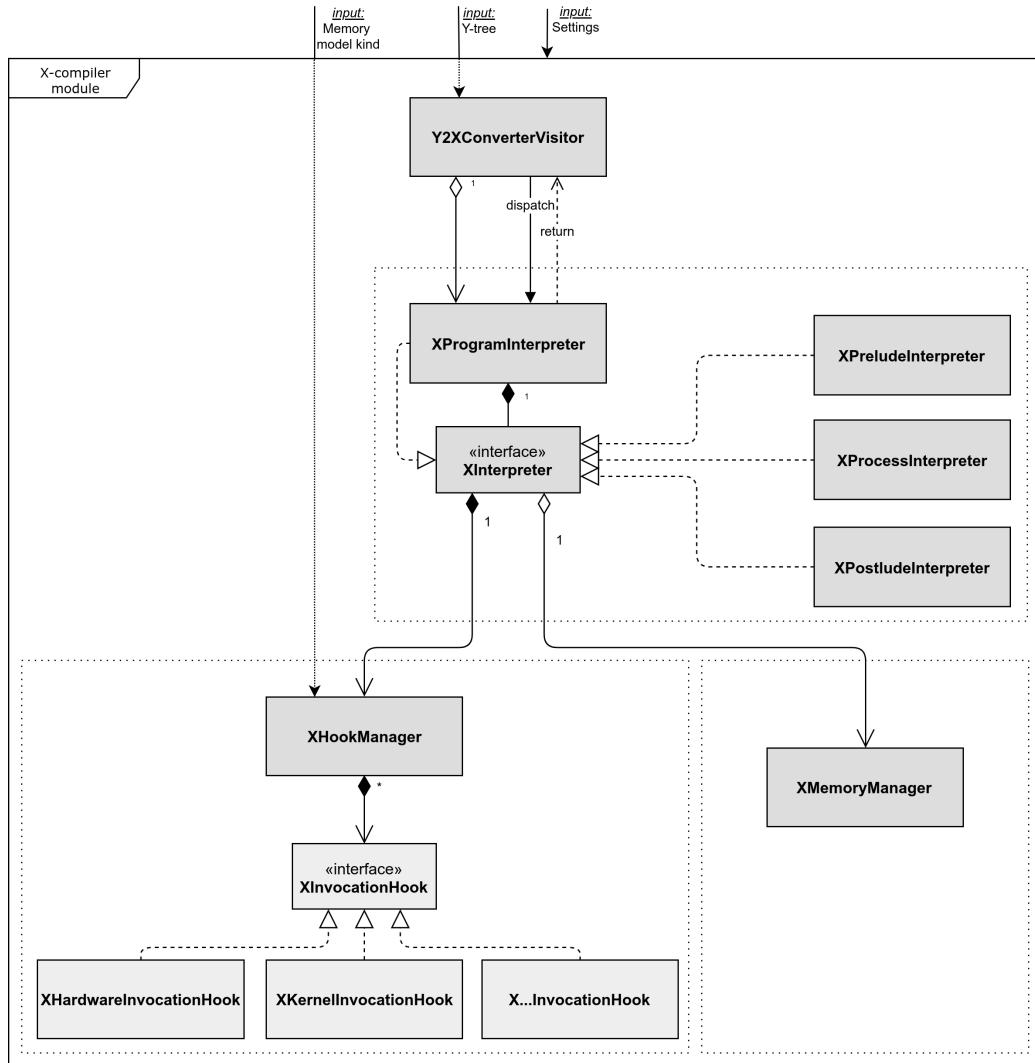 input:
Memory
model kind
input:
Y-tree
input:
Settings
X-compiler
module
Y2XConverterVisitor
1
dispatch
return
XProgramInterpreter
1
XPreludeInterpreter
«interface»
XInterpreter
XProcessInterpreter
1
1
XPostludeInterpreter
XHookManager
*
XMemoryManager
«interface»
XInvocationHook
XHardwareInvocationHook
XKernelInvocationHook
X...InvocationHook